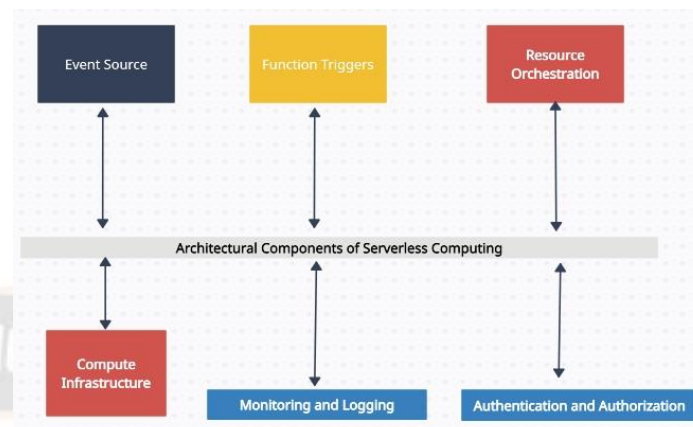 Event Source
Function Triggers
Resource
Orchestration
Architectural Components of Serverless Computing
Compute
Infrastructure
Monitoring and Logging
Authentication and Authorization